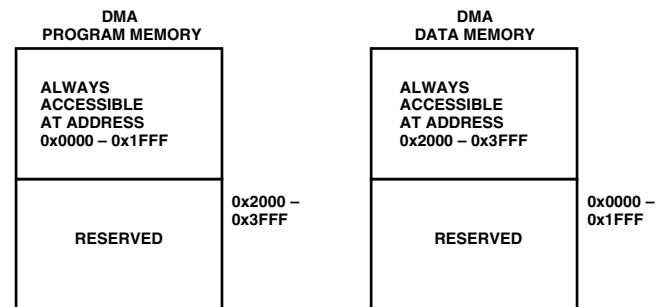 DMA
PROGRAM MEMORY
ALWAYS
ACCESSIBLE
AT ADDRESS
0x0000 – 0x1FFF
RESERVED
0x2000 –
0x3FFF
DMA
DATA MEMORY
ALWAYS
ACCESSIBLE
AT ADDRESS
0x2000 – 0x3FFF
RESERVED
0x0000 –
0x1FFF